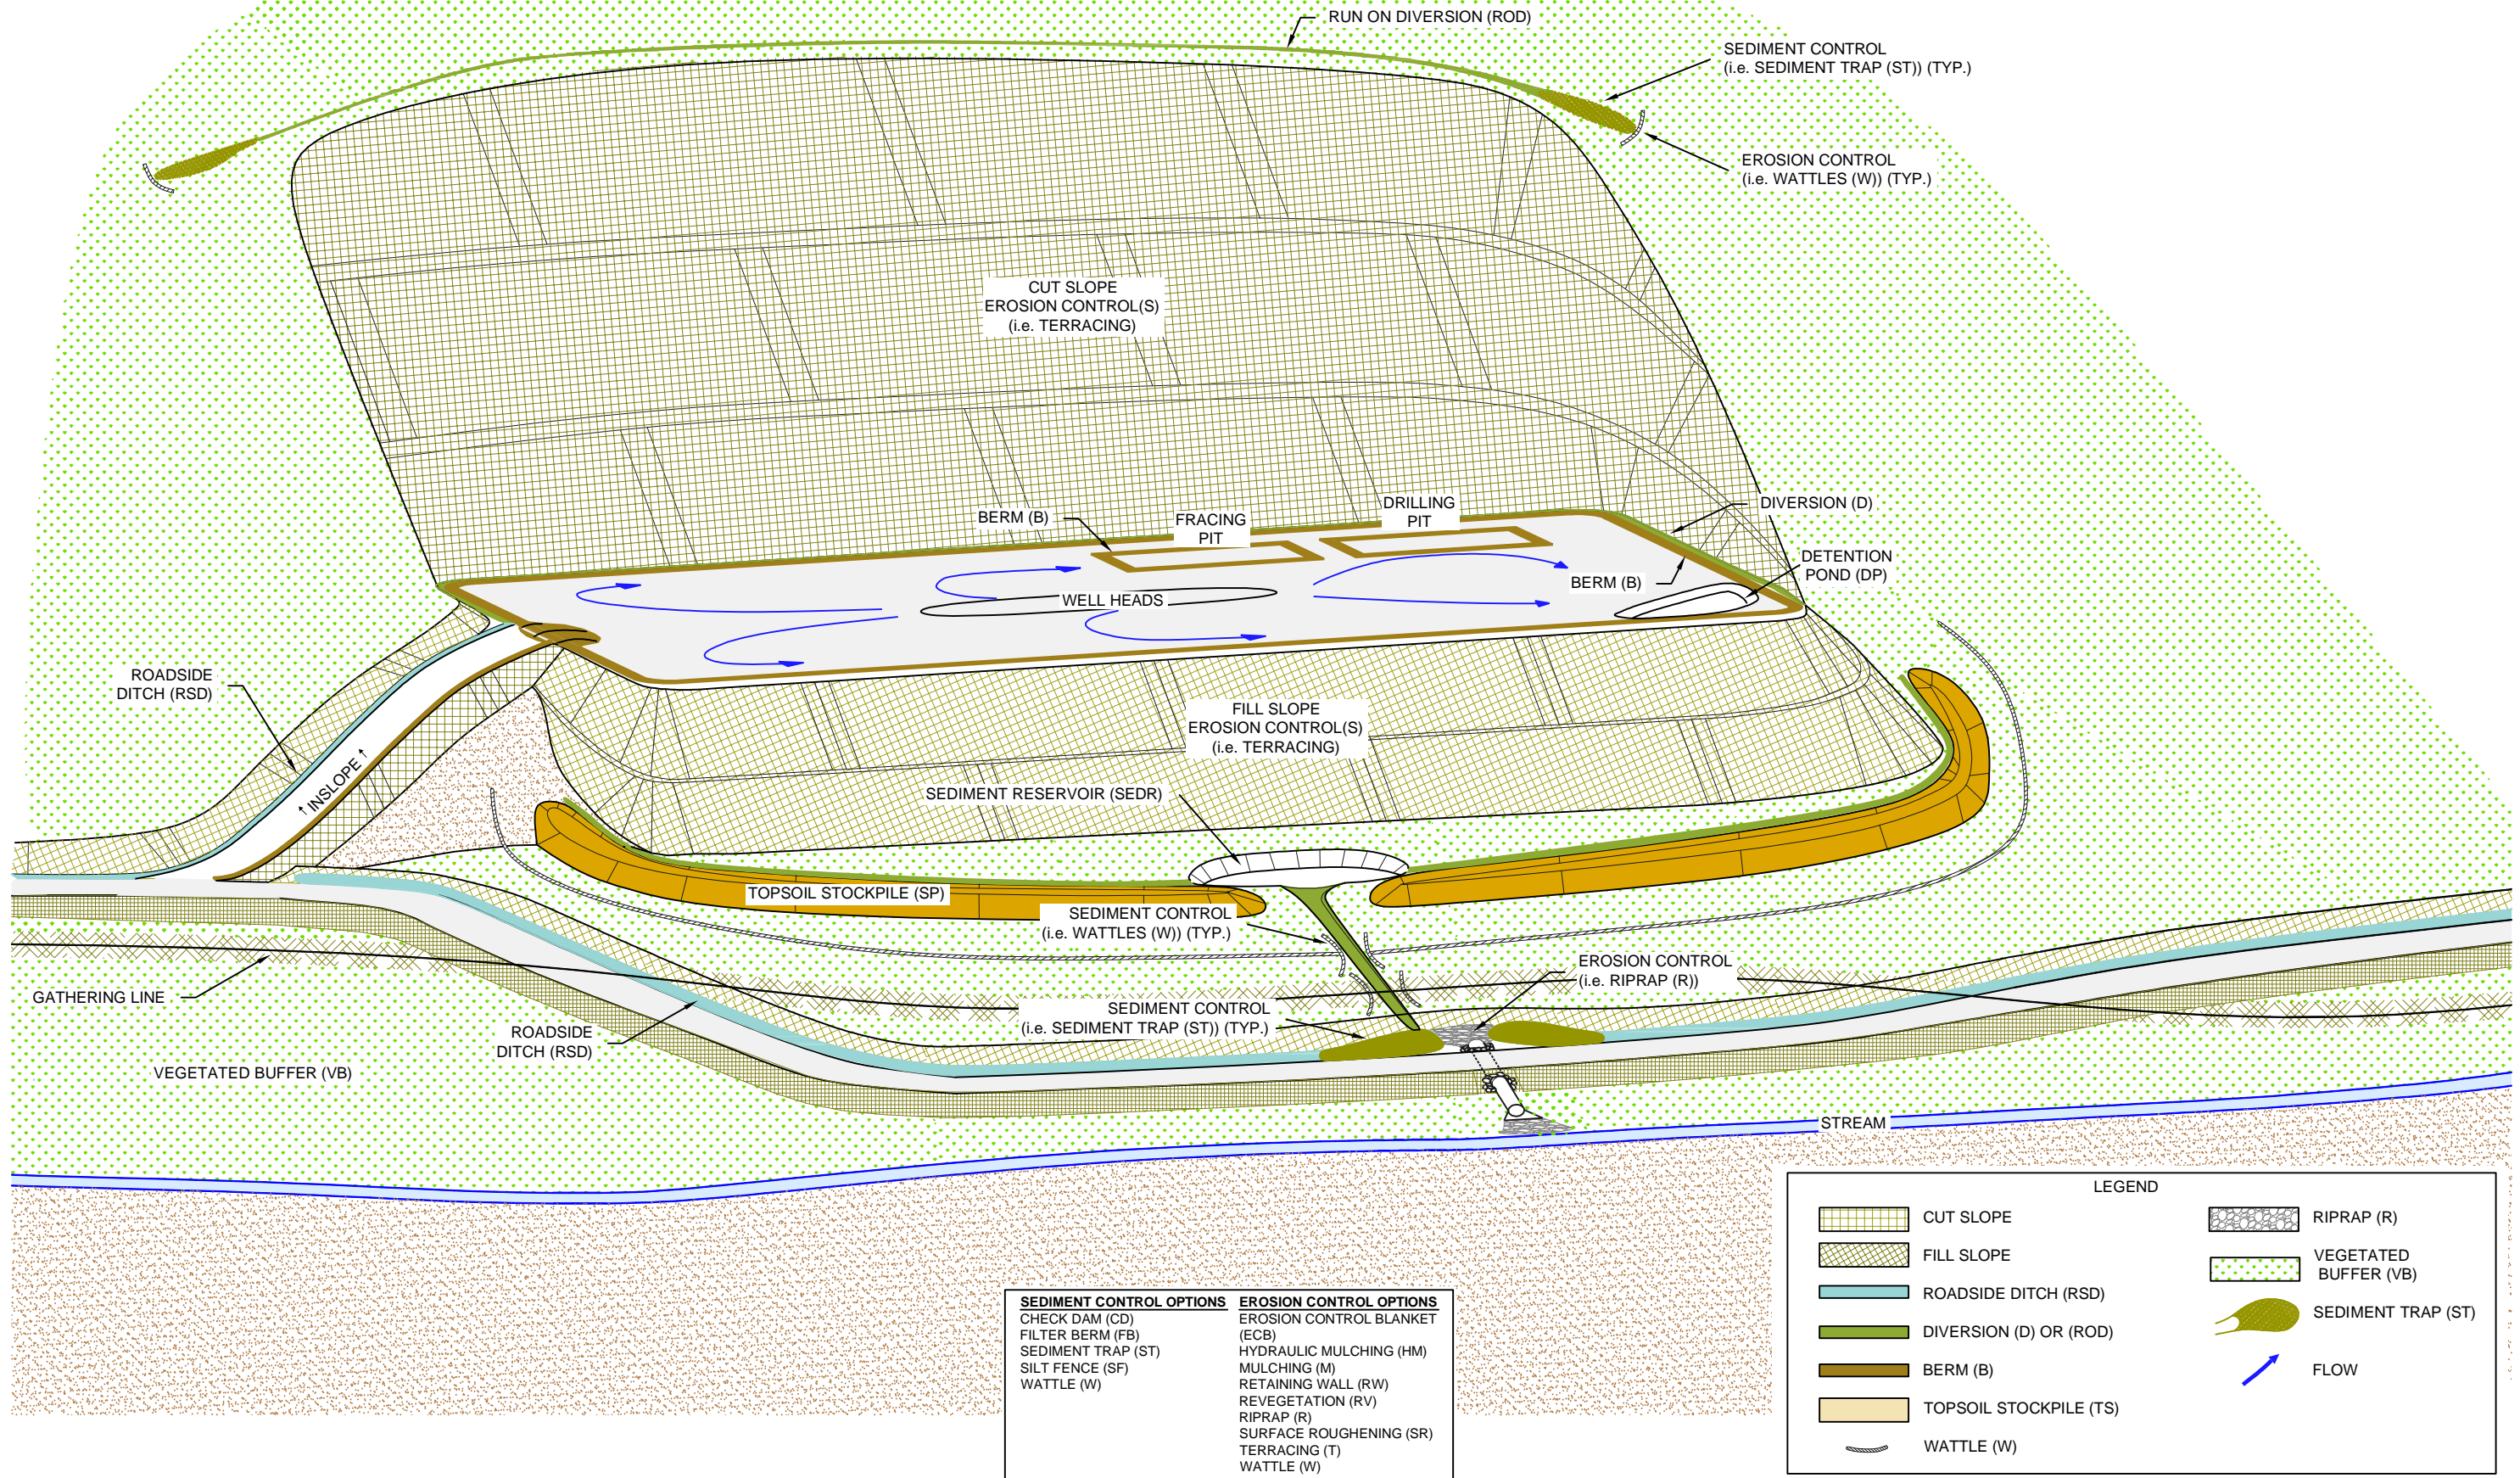 RUN ON DIVERSION (ROD)
SEDIMENT CONTROL
(i.e. SEDIMENT TRAP (ST)) (TYP.)
EROSION CONTROL
(i.e. WATTLES (W)) (TYP.)
CUT SLOPE
EROSION CONTROL(S)
(i.e. TERRACING)
BERM (B)
FRACING
PIT
DRILLING
PIT
DIVERSION (D)
DETENTION
POND (DP)
BERM (B)
WELL HEADS
ROADSIDE
DITCH (RSD)
INSLOPE
FILL SLOPE
EROSION CONTROL(S)
(i.e. TERRACING)
SEDIMENT RESERVOIR (SEDR)
TOPSOIL STOCKPILE (SP)
SEDIMENT CONTROL
(i.e. WATTLES (W)) (TYP.)
EROSION CONTROL
(i.e. RIPRAP (R))
GATHERING LINE
SEDIMENT CONTROL
(i.e. SEDIMENT TRAP (ST)) (TYP.)
ROADSIDE
DITCH (RSD)
VEGETATED BUFFER (VB)
STREAM
LEGEND
CUT SLOPE
FILL SLOPE
ROADSIDE DITCH (RSD)
DIVERSION (D) OR (ROD)
BERM (B)
TOPSOIL STOCKPILE (TS)
WATTLE (W)
RIPRAP (R)
VEGETATED
BUFFER (VB)
SEDIMENT TRAP (ST)
FLOW
SEDIMENT CONTROL OPTIONS
CHECK DAM (CD)
FILTER BERM (FB)
SEDIMENT TRAP (ST)
SILT FENCE (SF)
WATTLE (W)
EROSION CONTROL OPTIONS
EROSION CONTROL BLANKET
(ECB)
HYDRAULIC MULCHING (HM)
MULCHING (M)
RETAINING WALL (RW)
REVEGETATION (RV)
RIPRAP (R)
SURFACE ROUGHENING (SR)
TERRACING (T)
WATTLE (W)